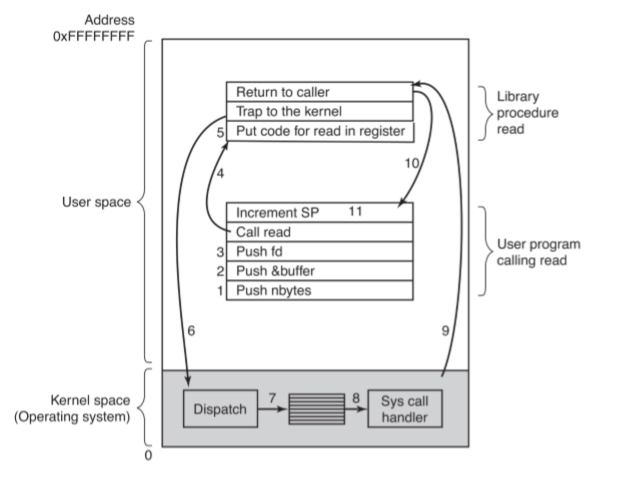 Address
0xFFFFFFFF
Return to caller
Trap to the kernel
5 Put code for read in register
Library
procedure
read
4
10
User space
Increment SP 11
Call read
3 Push fd
2 Push &buffer
1 Push nbytes
User program
calling read
6
9
Kernel space
(Operating system)
Dispatch
7
8
Sys call
handler
0